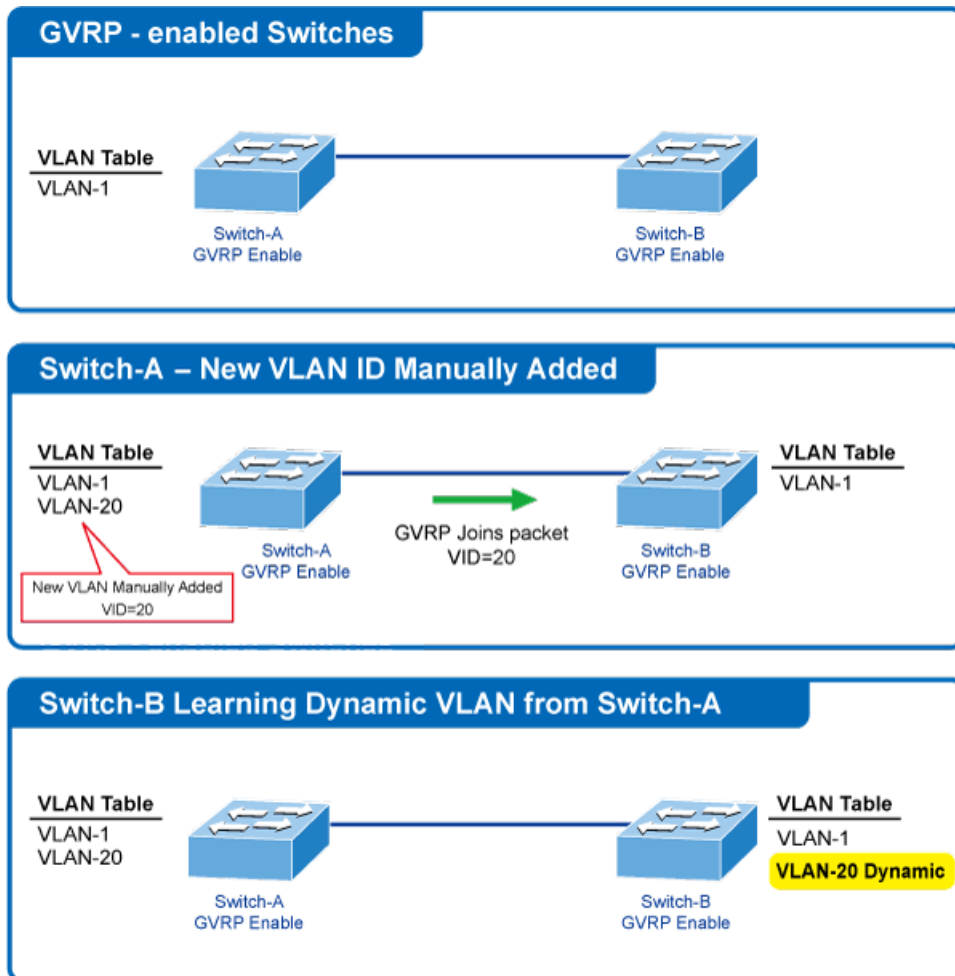 GVRP - enabled Switches
VLAN Table
VLAN-1
Switch-A
GVRP Enable
Switch-B
GVRP Enable
Switch-A – New VLAN ID Manually Added
VLAN Table
VLAN-1
VLAN-20
New VLAN Manually Added
VID=20
Switch-A
GVRP Enable
GVRP Joins packet
VID=20
Switch-B
GVRP Enable
VLAN Table
VLAN-1
Switch-B Learning Dynamic VLAN from Switch-A
VLAN Table
VLAN-1
VLAN-20
Switch-A
GVRP Enable
Switch-B
GVRP Enable
VLAN Table
VLAN-1
VLAN-20 Dynamic